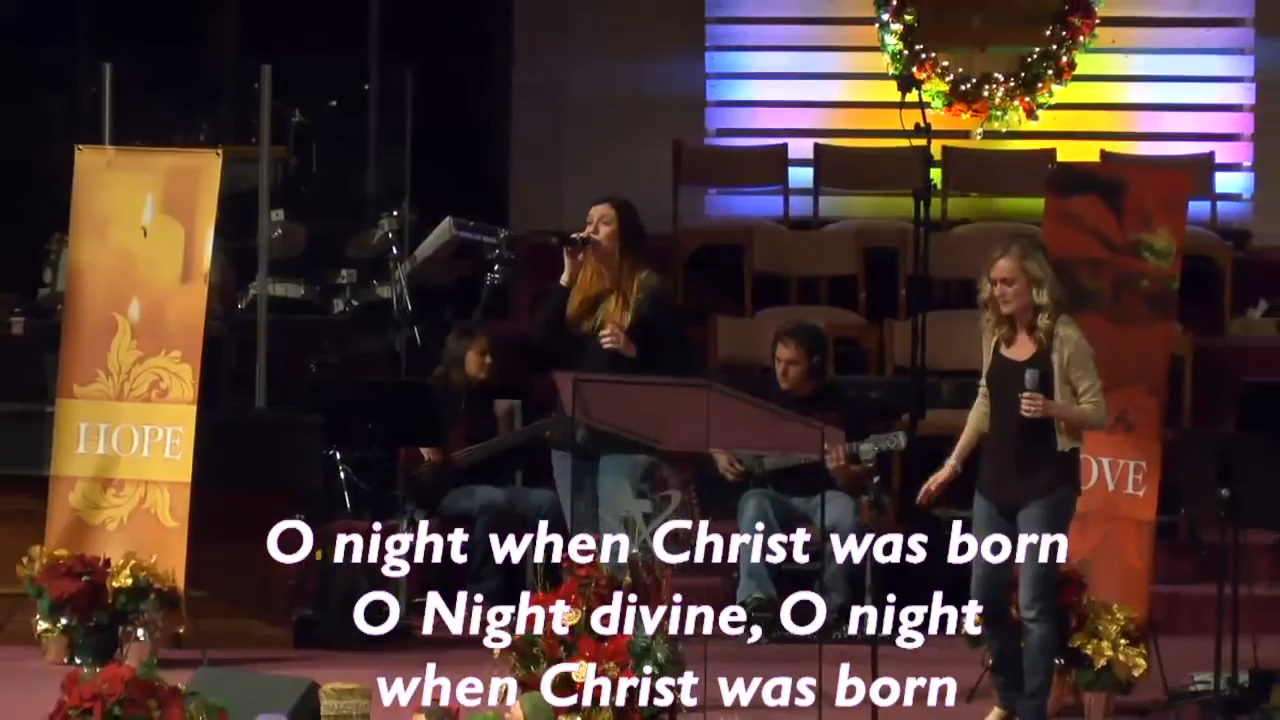 HOPE
OVE
O night when Christ was born
O Night divine, O night
when Christ was born